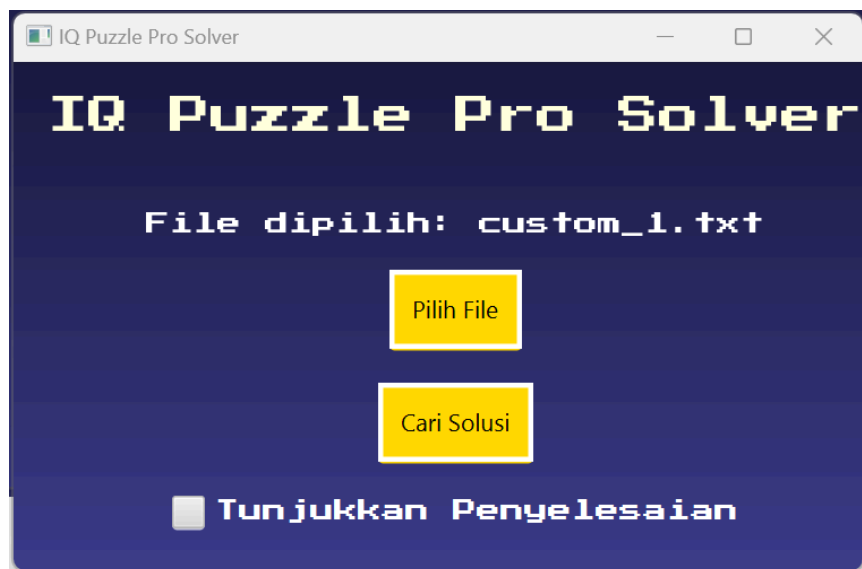 IQ Puzzle Pro Solver
IQ Puzzle Pro Solver
File dipilih: custom_1.txt
Pilih File
Cari Solusi
Tunjukkan Penyelesaian